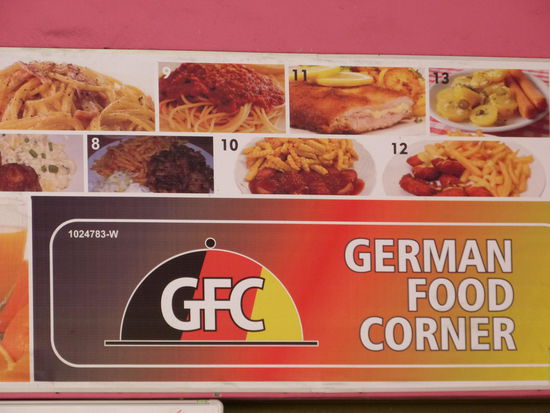 9
11
13
8
10
12
1024783-W
GFC
GERMAN
FOOD
CORNER